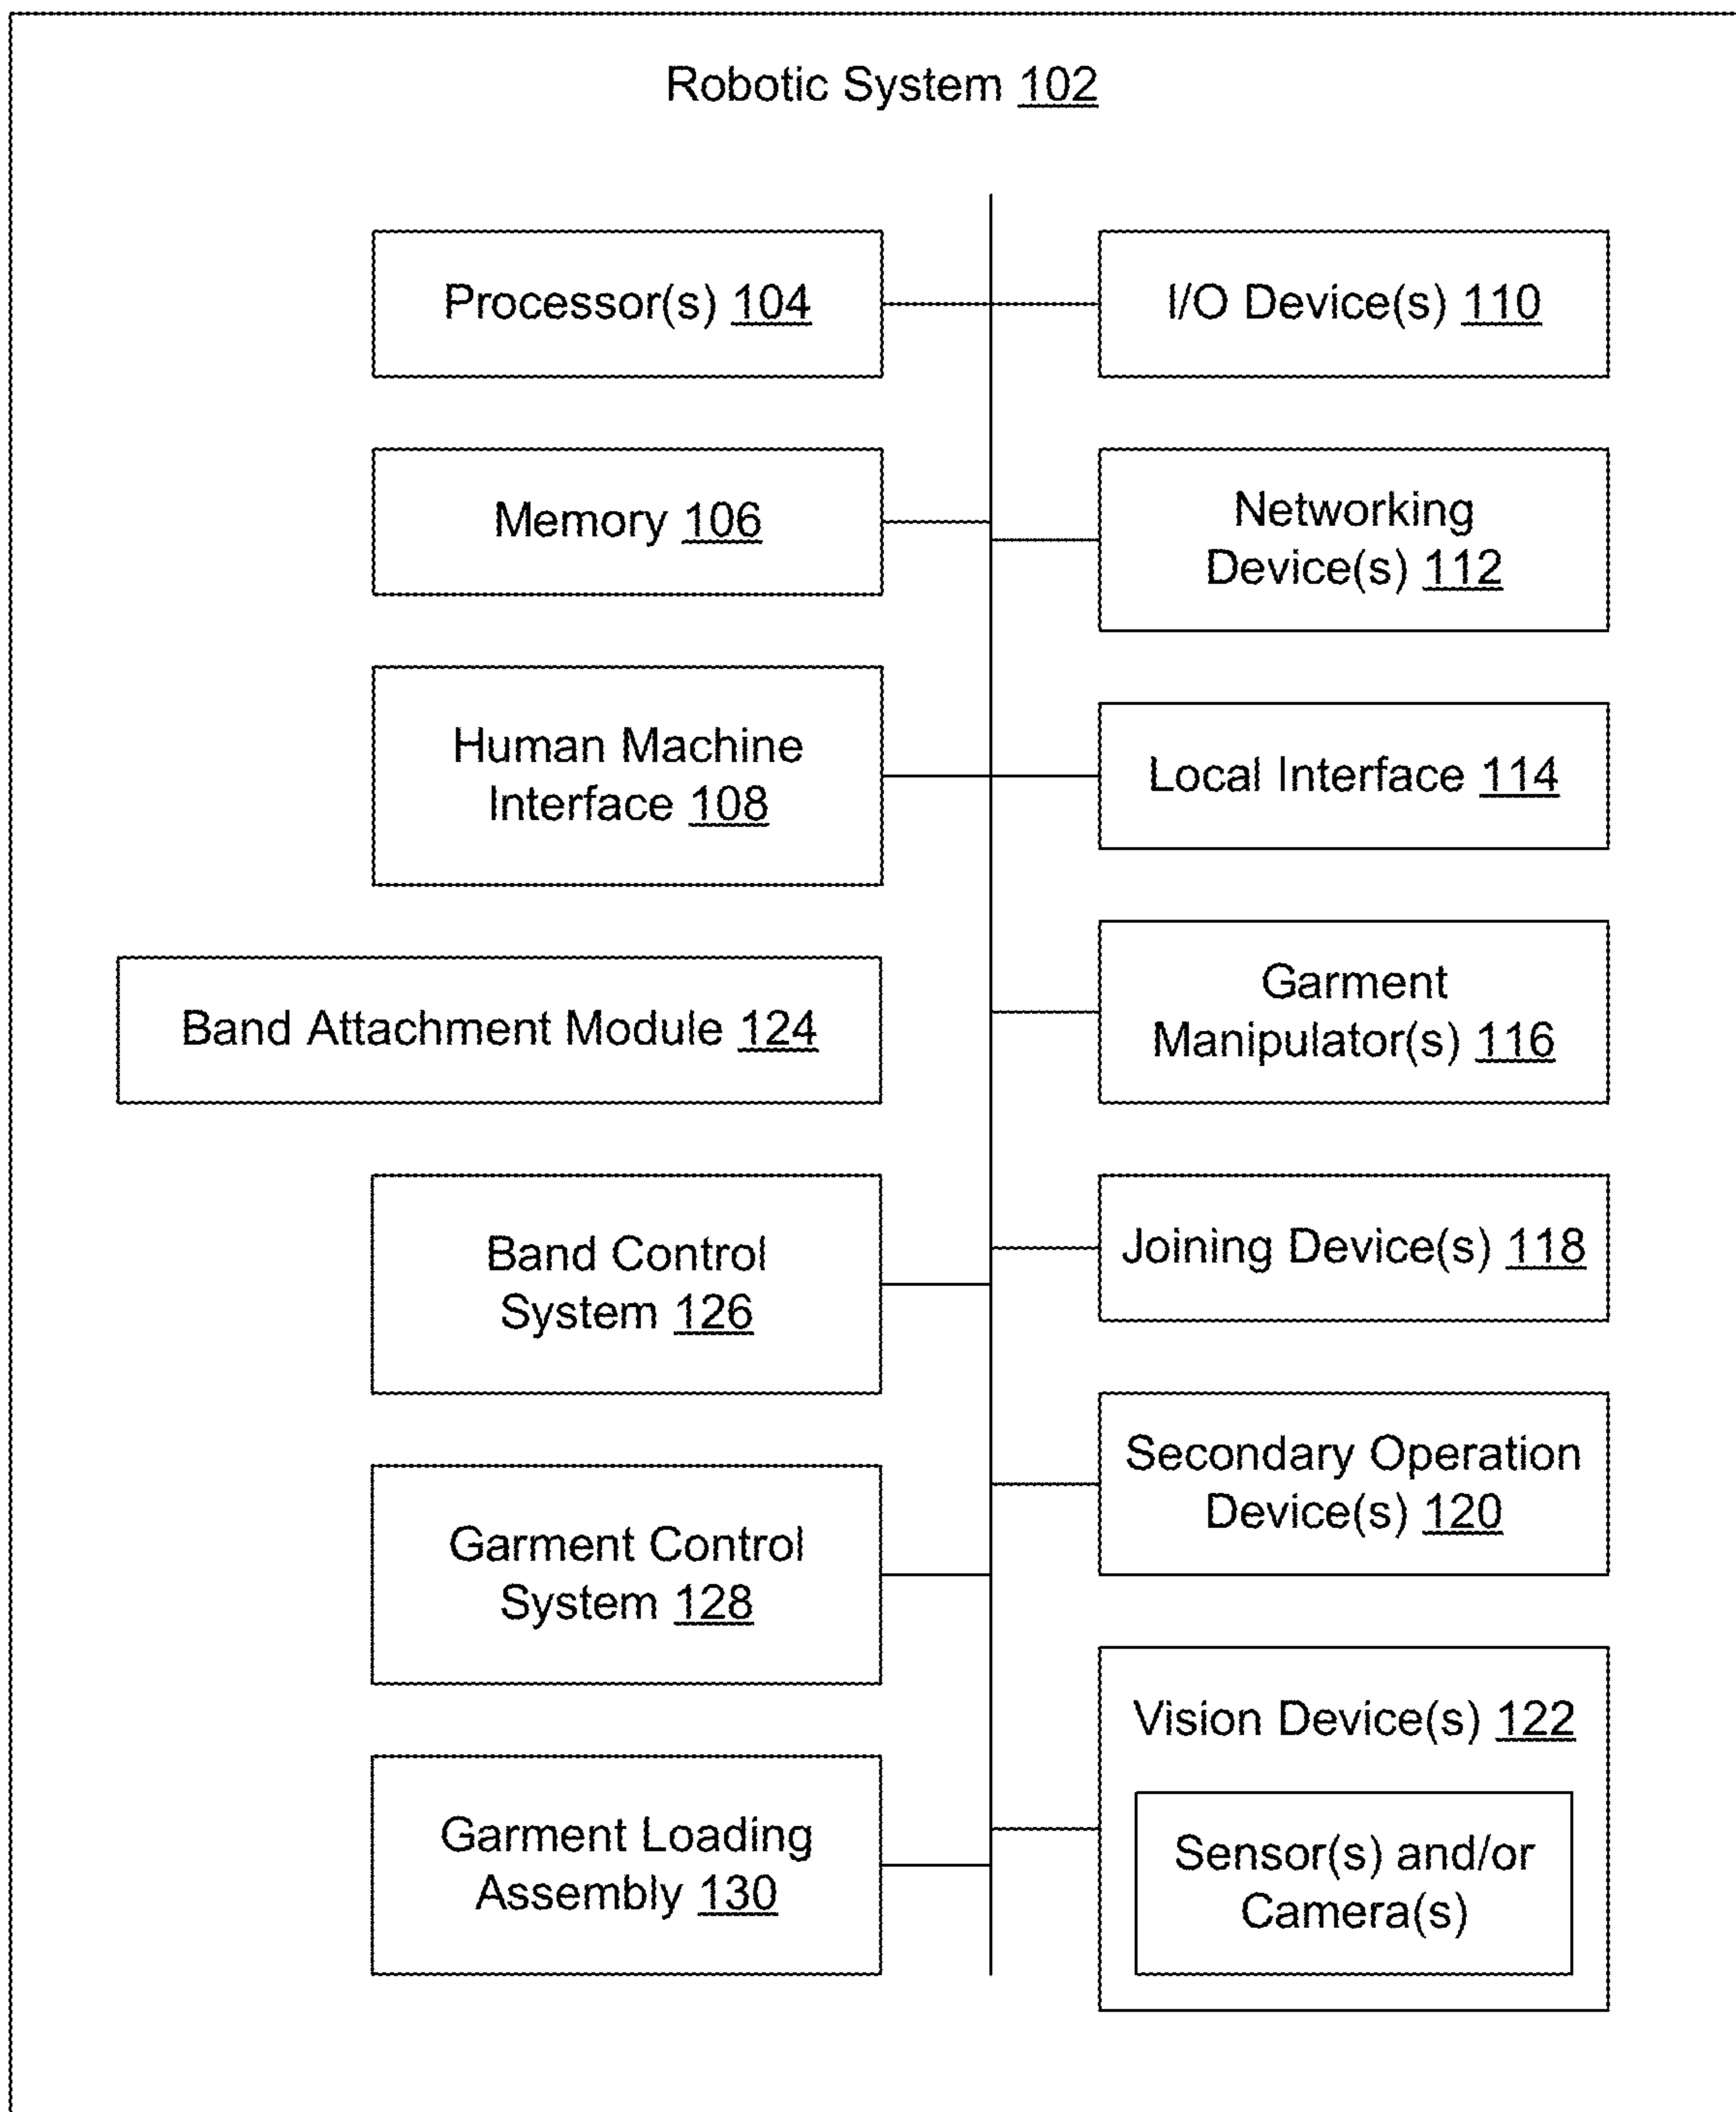 Robotic System 102
Processor(s) 104
I/O Device(s) 110
Memory 106
Networking
Device(s) 112
Human Machine
Interface 108
Local Interface 114
Band Attachment Module 124
Garment
Manipulator(s) 116
Band Control
System 126
Joining Device(s) 118
Garment Control
System 128
Secondary Operation
Device(s) 120
Garment Loading
Assembly 130
Vision Device(s) 122
Sensor(s) and/or
Camera(s)